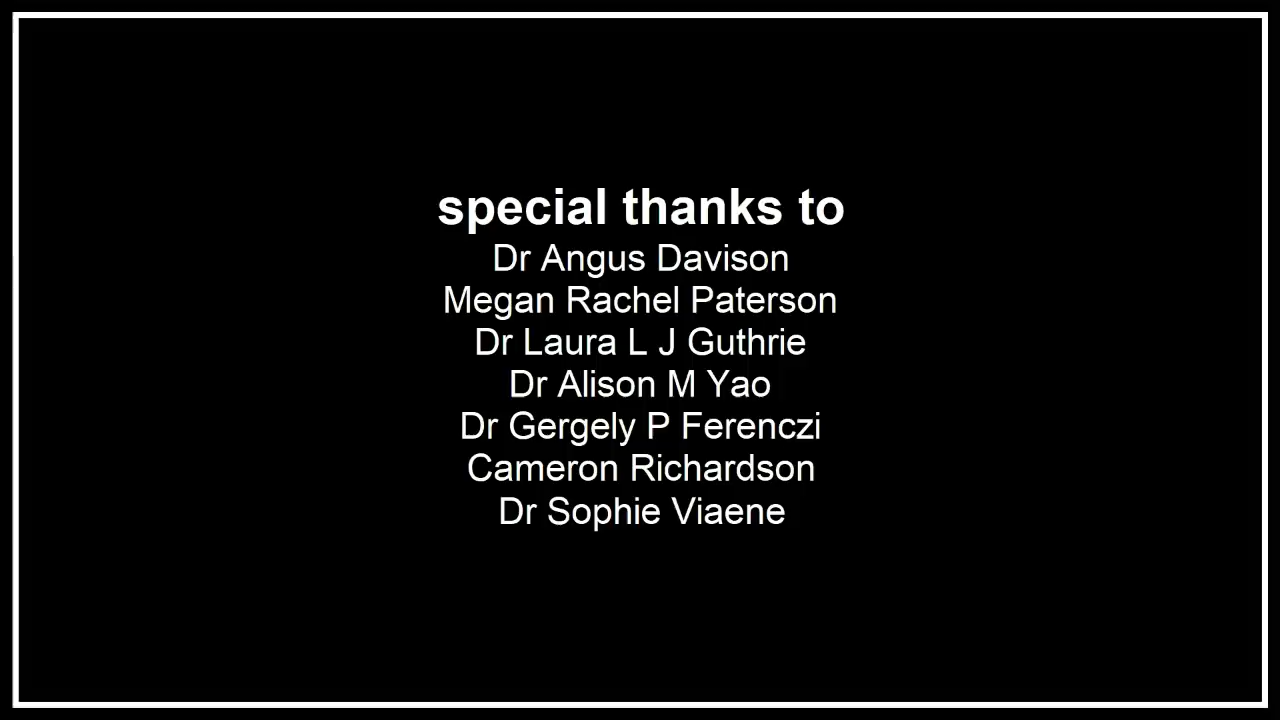 special thanks to
Dr Angus Davison
Megan Rachel Paterson
Dr Laura L J Guthrie
Dr Alison M Yao
Dr Gergely P Ferenczi
Cameron Richardson
Dr Sophie Viaene